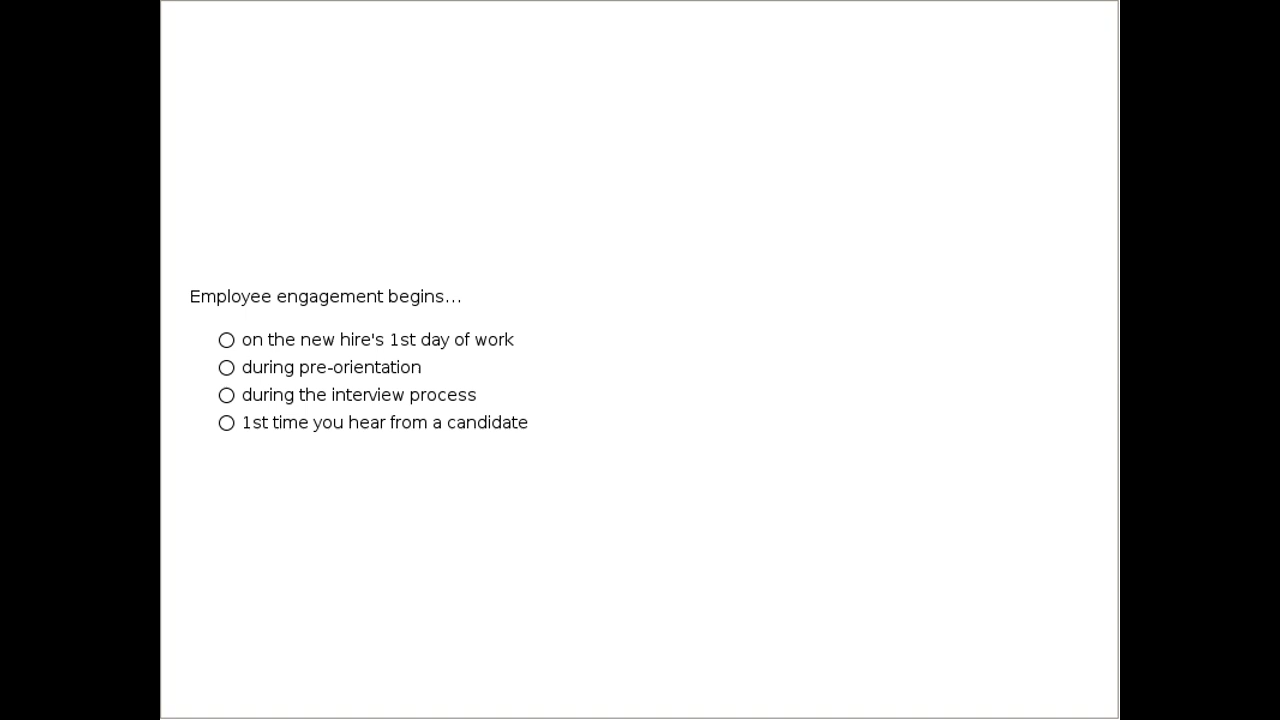 Employee engagement begins...
on the new hire's 1st day of work
during pre-orientation
during the interview process
1st time you hear from a candidate